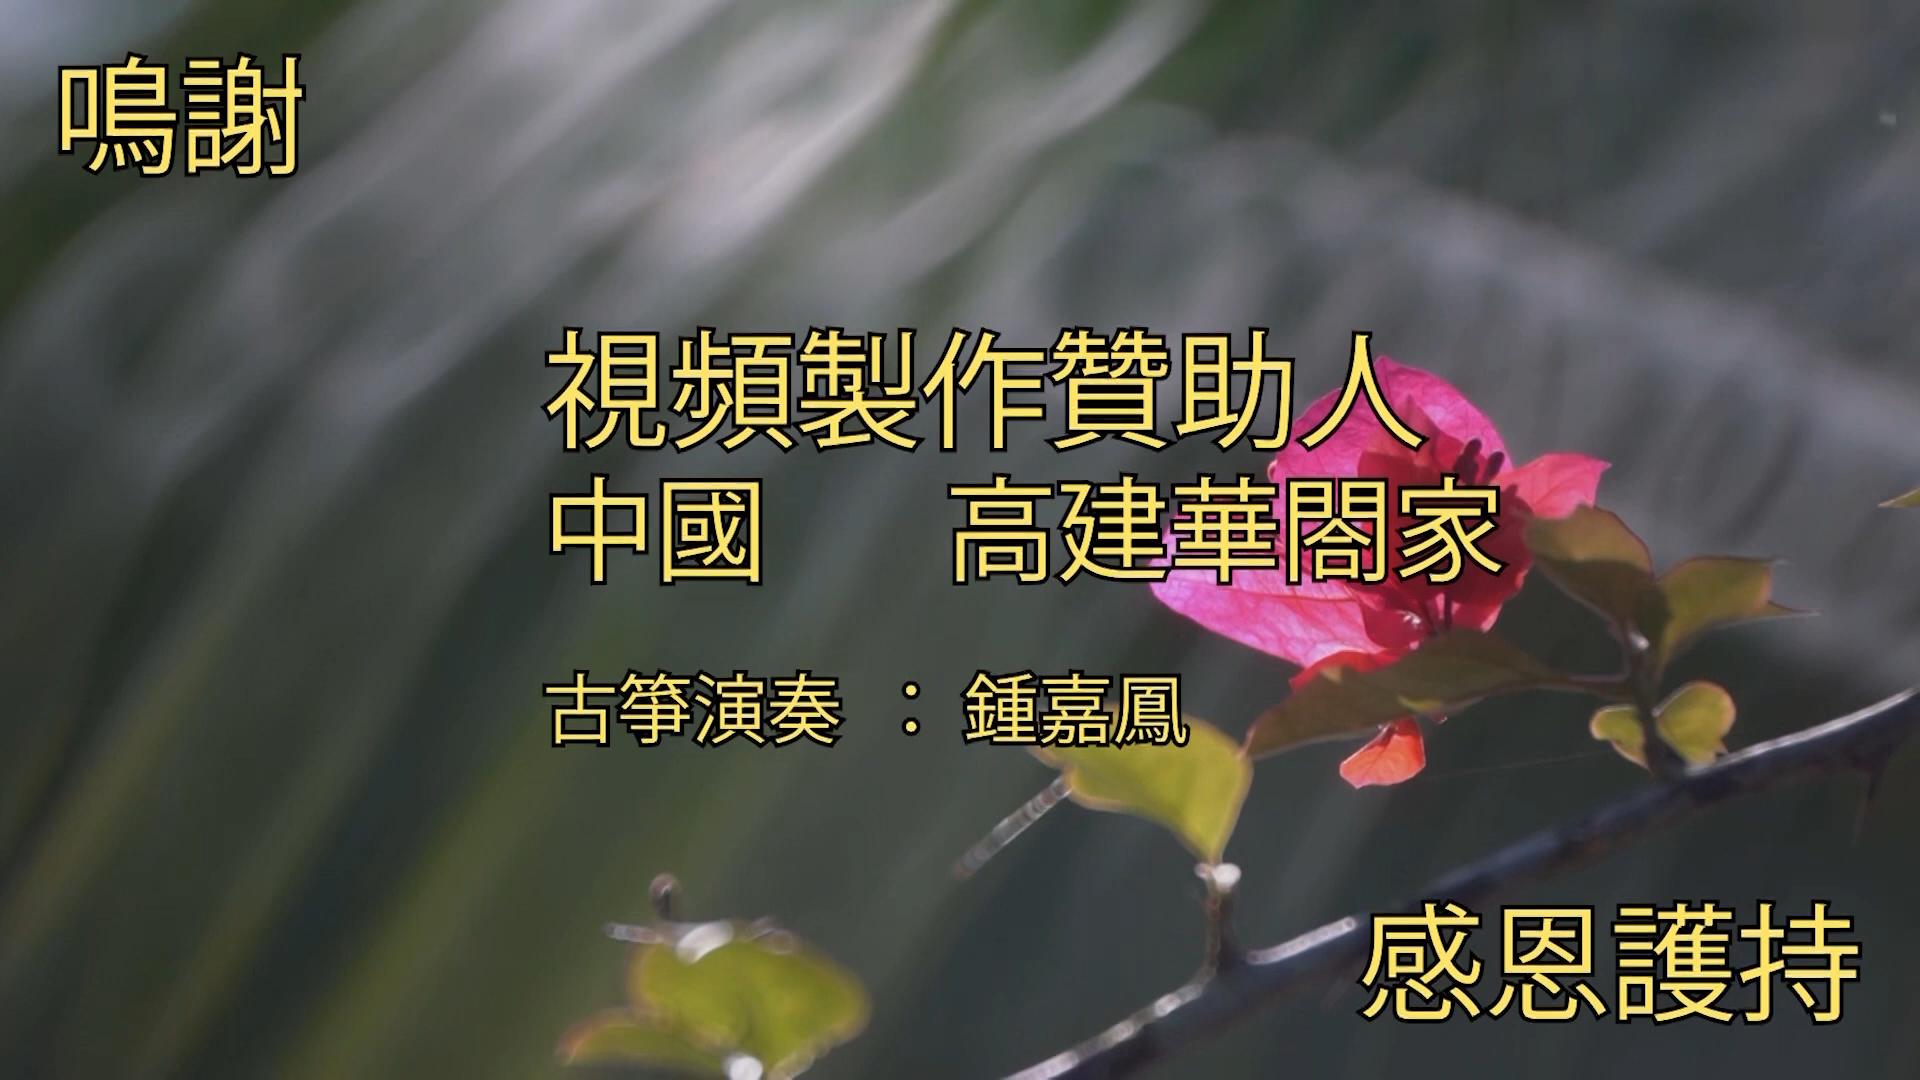 鳴謝
視頻製作贊助人
中國 高建華閤家
古箏演奏 ： 鍾嘉鳳
感恩護持